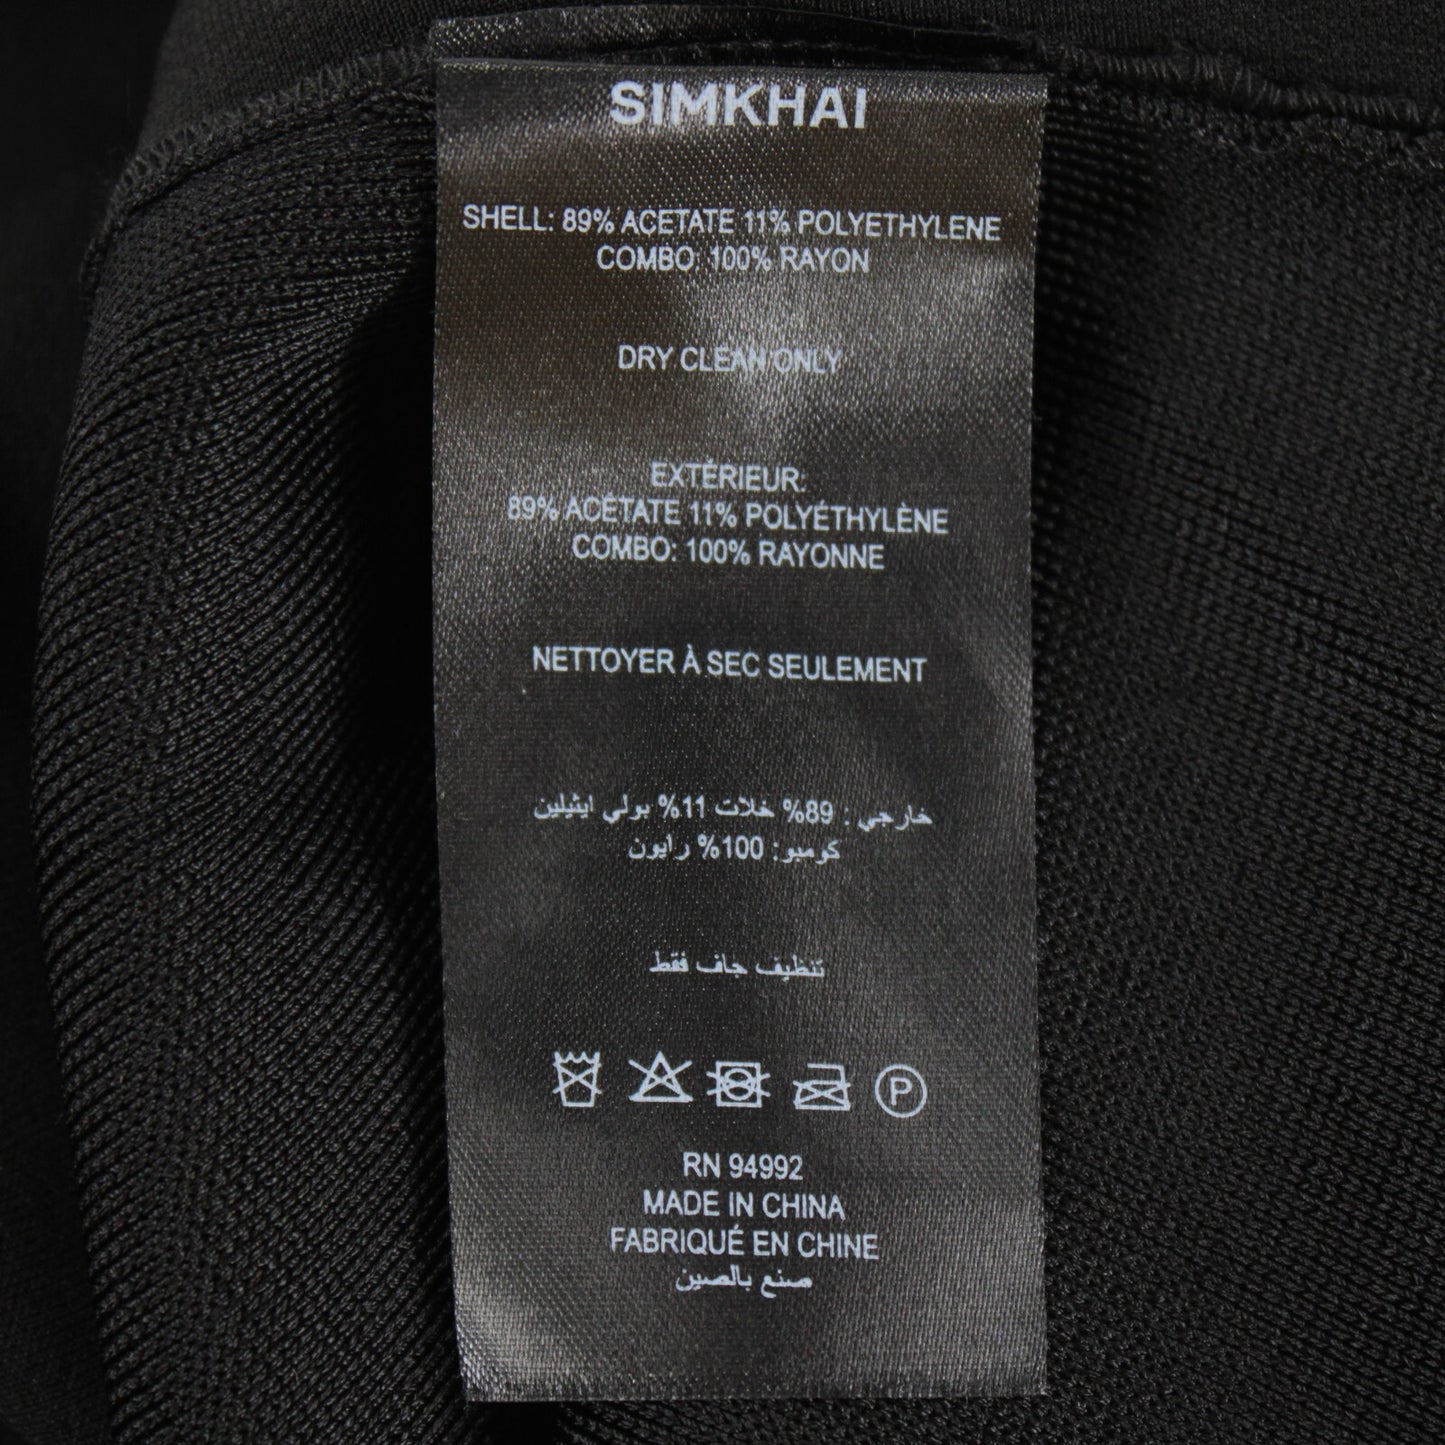 SIMKHAI
SHELL: 89% ACETATE 11% POLYETHYLENE
COMBO: 100% RAYON
DRY CLEAN ONLY
EXTÉRIEUR:
89% ACÉTATE 11% POLYÉTHYLÈNE
COMBO: 100% RAYONNE
NETTOYER À SEC SEULEMENT
خارجي : 89% خلات 11% بولي ايثيلين
كومبو: 100% رايون
تنظيف جاف فقط
P
RN 94992
MADE IN CHINA
FABRIQUÉ EN CHINE
صنع بالصين